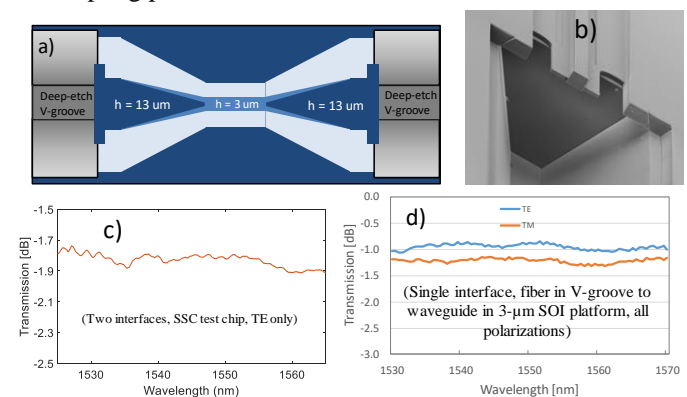 a)
Deep-etch
V-groove
h = 13 um
h = 3 um
h = 13 um
Deep-etch
V-groove
b)
-1.5
-1.7
-1.9
-2.1
-2.3
-2.5
Transmission [dB]
c)
(Two interfaces, SSC test chip, TE only)
1530
1540
1550
1560
Wavelength (nm)
0.0
-0.5
-1.0
-1.5
-2.0
-2.5
-3.0
Transmission [dB]
d)
TE
TM
(Single interface, fiber in V-groove to
waveguide in 3-µm SOI platform, all
polarizations)
1530
1540
1550
1560
1570
Wavelength [nm]